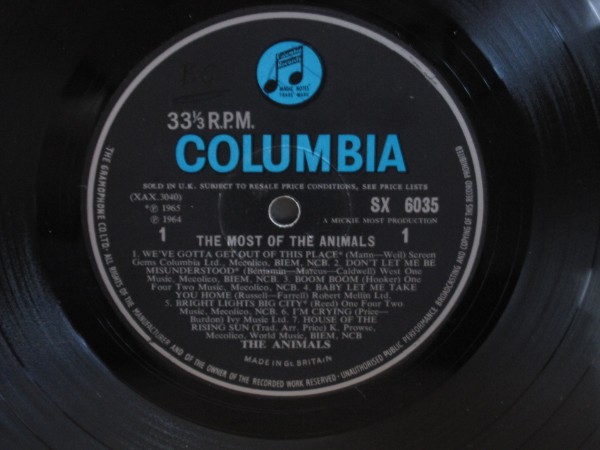 Columbia
Records
MAGIC NOTES
TRADE MARK
33⅓ R.P.M.
COLUMBIA
SOLD IN U.K. SUBJECT TO RESALE PRICE CONDITIONS, SEE PRICE LISTS
(XAX.3040)
*℗ 1965
℗ 1964
SX 6035
A MICKIE MOST PRODUCTION
1
THE MOST OF THE ANIMALS
1
1. WE'VE GOTTA GET OUT OF THIS PLACE* (Mann—Weil) Screen
Gems Columbia Ltd., Mecolico, BIEM, NCB. 2. DON'T LET ME BE
MISUNDERSTOOD* (Benjamin—Marcus—Caldwell) West One
Music, Mecolico, BIEM, NCB. 3. BOOM BOOM (Hooker) One
Four Two Music, Mecolico, NCB. 4. BABY LET ME TAKE
YOU HOME (Russell—Farrell) Robert Mellin Ltd.
5. BRIGHT LIGHTS BIG CITY* (Reed) One Four Two
Music, Mecolico. 6. I'M CRYING (Price—
Burdon) Ivy Music Ltd. 7. HOUSE OF THE
RISING SUN (Trad. Arr. Price) K. Prowse,
Mecolico, World Music, BIEM, NCB
THE ANIMALS
MADE IN Gt. BRITAIN
THE GRAMOPHONE CO. LTD. ALL RIGHTS OF THE MANUFACTURER AND OF THE OWNER OF THE RECORDED WORK RESERVED. UNAUTHORISED PUBLIC PERFORMANCE BROADCASTING AND COPYING OF THIS RECORD PROHIBITED